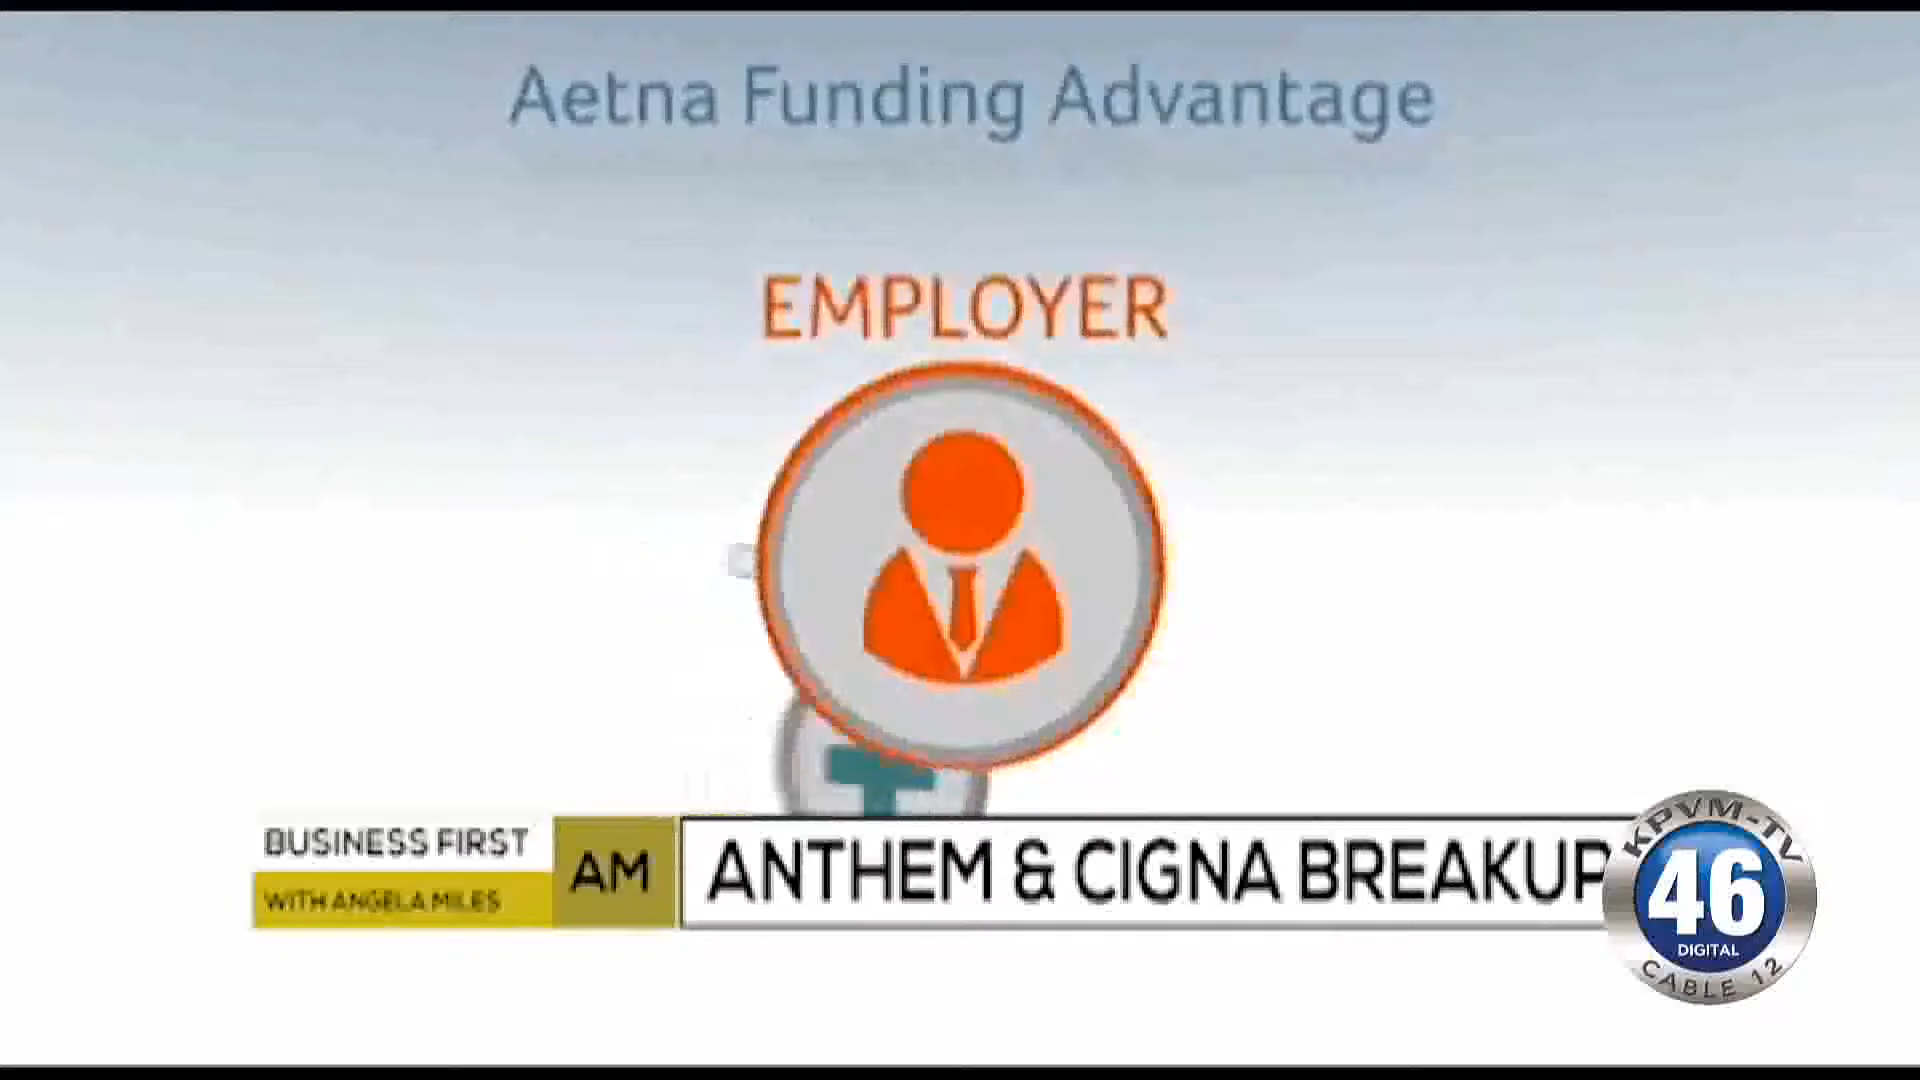 Aetna Funding Advantage
EMPLOYER
BUSINESS FIRST
WITH ANGELA MILES
AM
ANTHEM & CIGNA BREAKUP
KPVM-TV
46
DIGITAL
CABLE 12